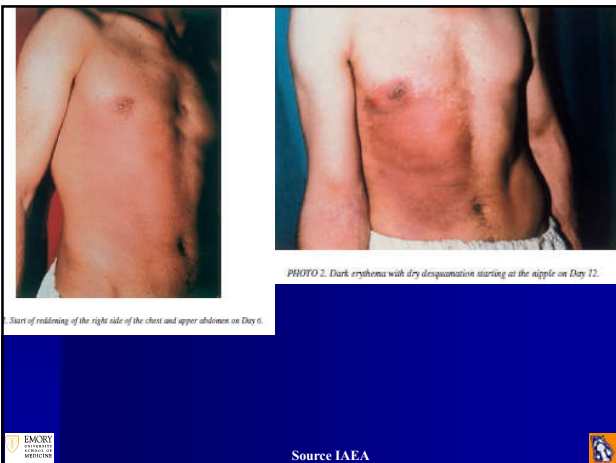 . Start of reddening of the right side of the chest and upper abdomen on Day 6.
PHOTO 2. Dark erythema with dry desquamation starting at the nipple on Day 12.
EMORY
UNIVERSITY
SCHOOL OF
MEDICINE
Source IAEA